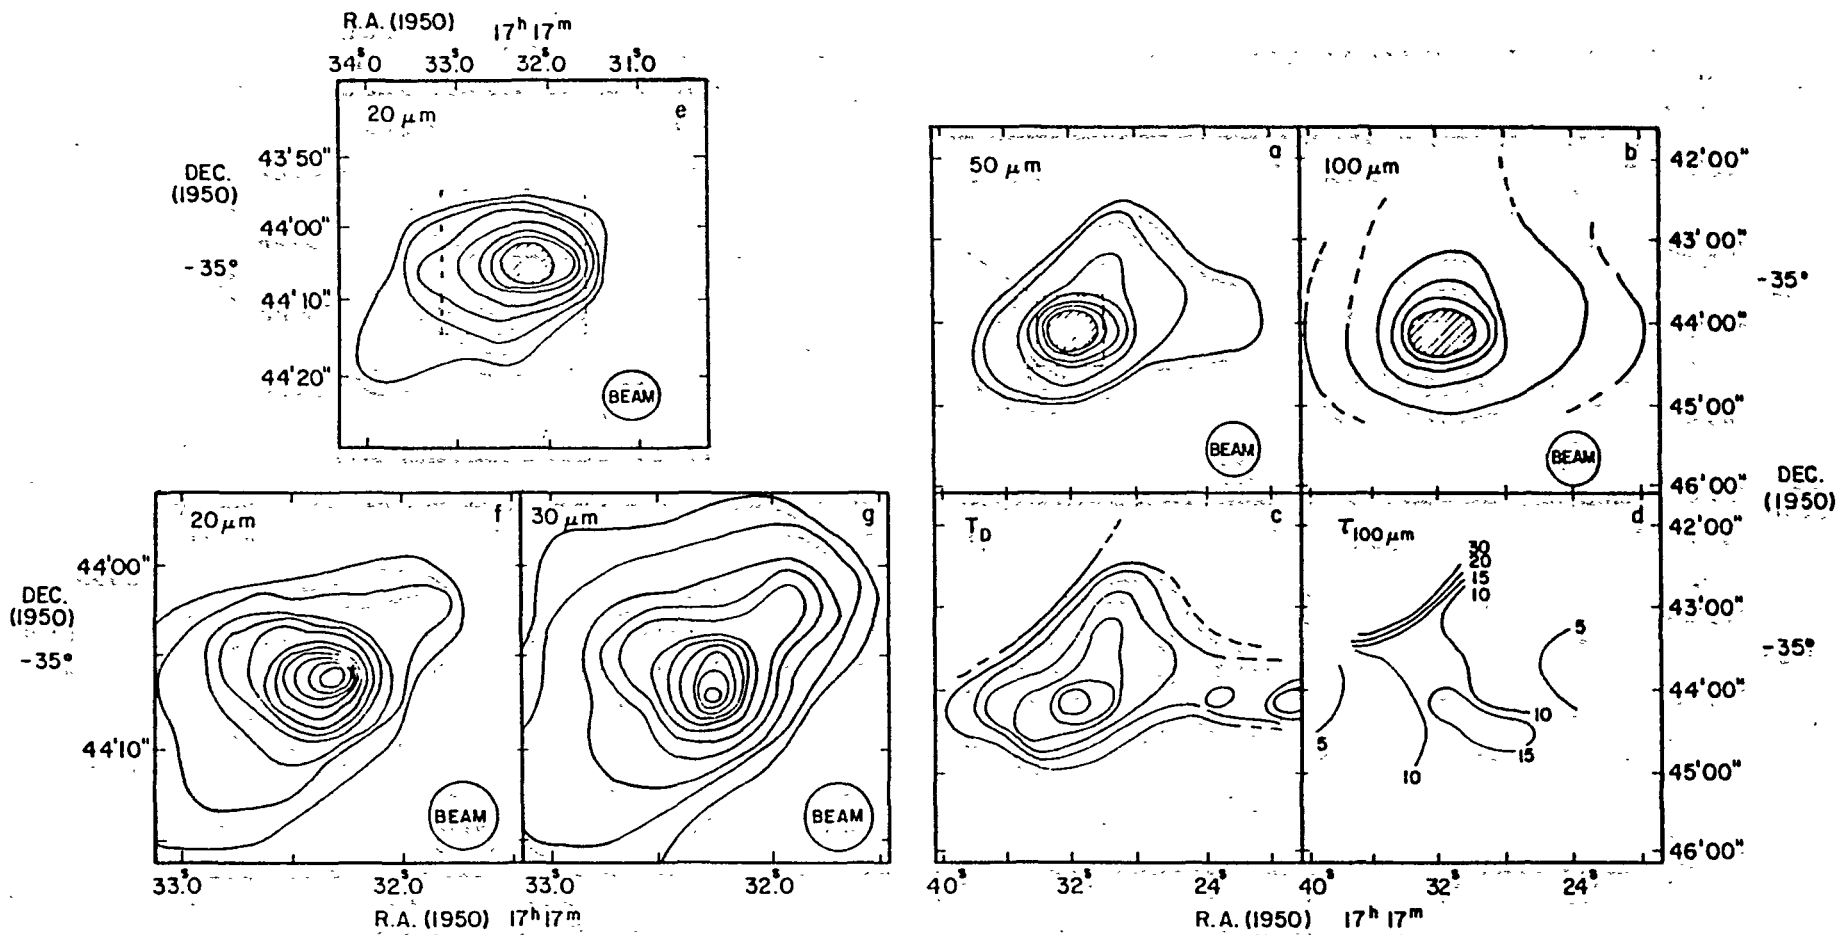 R.A. (1950) 17ʰ 17ᵐ
34ˢ.0 33ˢ.0 32ˢ.0 31ˢ.0
20 μm e
DEC.
(1950)
-35°
43'50"
44'00"
44'10"
44'20"
BEAM
50 μm a
BEAM
100 μm b
BEAM
42'00"
43'00"
-35°
44'00"
45'00"
46'00"
DEC.
(1950)
20 μm f
BEAM
30 μm g
BEAM
44'00"
DEC.
(1950)
-35°
44'10"
33ˢ.0 32ˢ.0 33ˢ.0 32ˢ.0
R.A. (1950) 17ʰ 17ᵐ
T_D c
τ100 μm d
30
20
15
10
5
10
15
5
10
42'00"
43'00"
-35°
44'00"
45'00"
46'00"
40ˢ 32ˢ 24ˢ 40ˢ 32ˢ 24ˢ
R.A. (1950) 17ʰ 17ᵐ